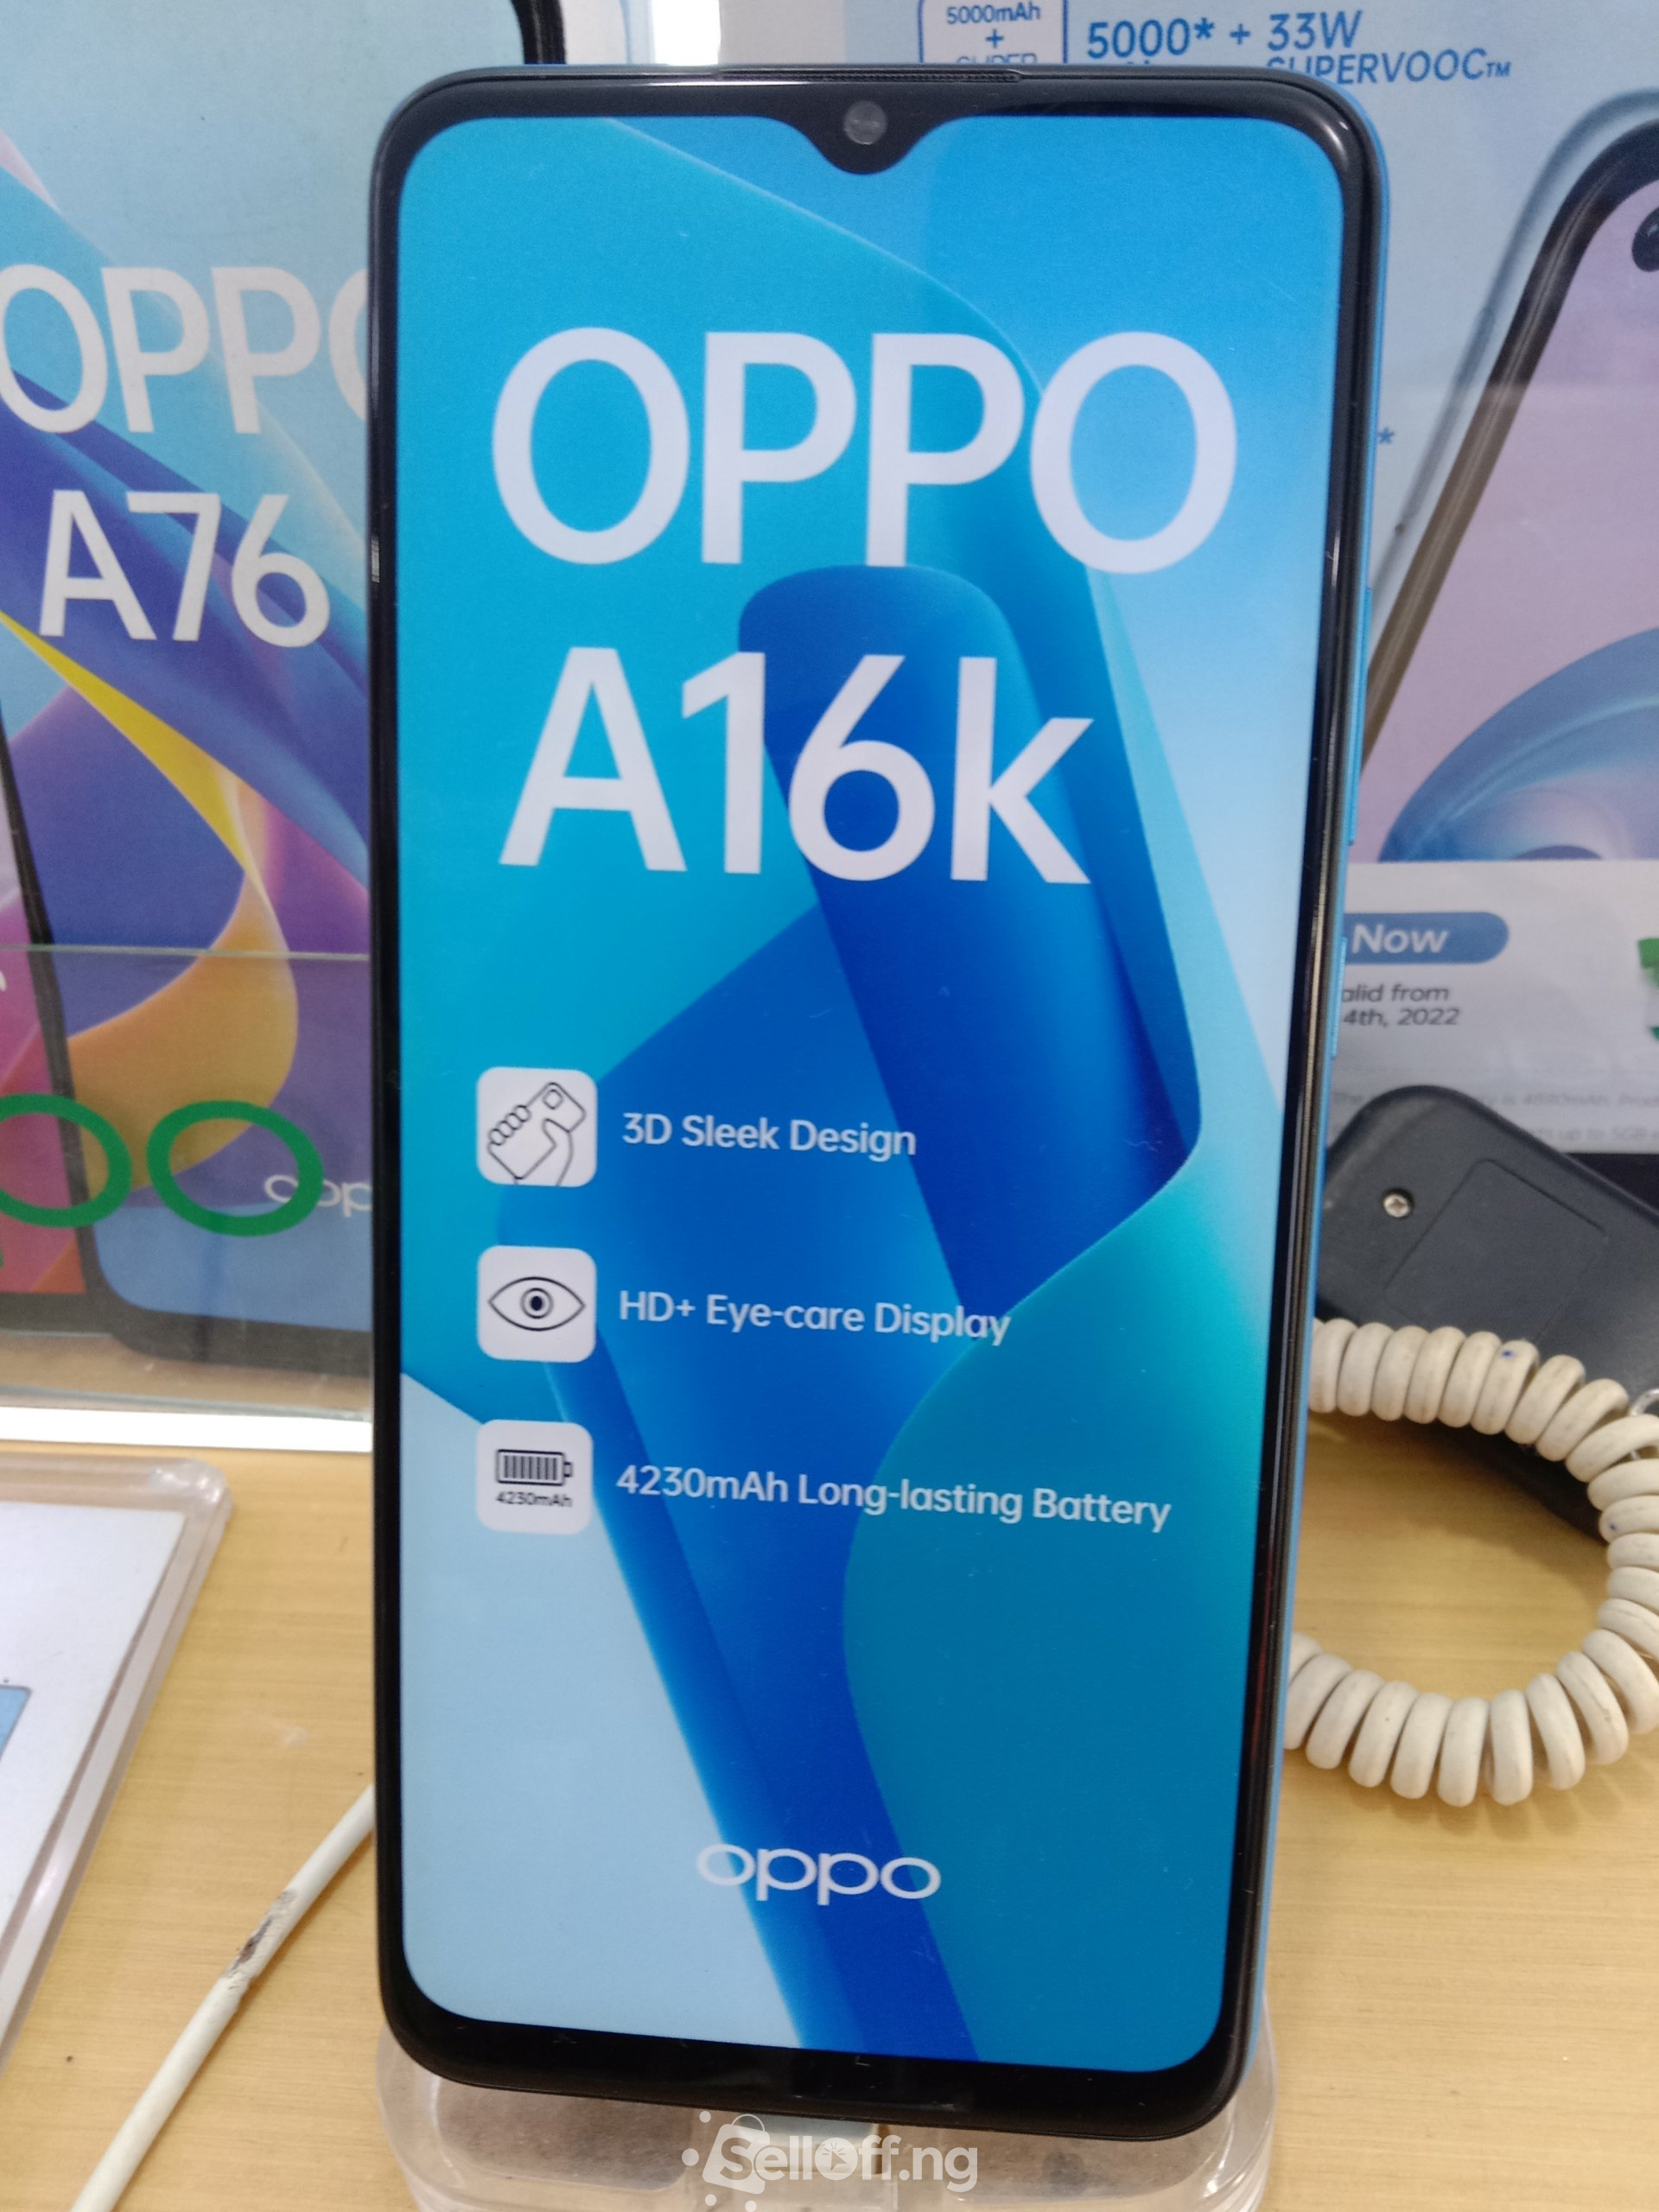 5000mAh
+
SUPER
5000* + 33W
SUPERVOOC™
OPPO
A76
OPPO
A16k
3D Sleek Design
HD+ Eye-care Display
4230mAh
4230mAh Long-lasting Battery
oppo
Now
alid from
4th, 2022
SellOff.ng